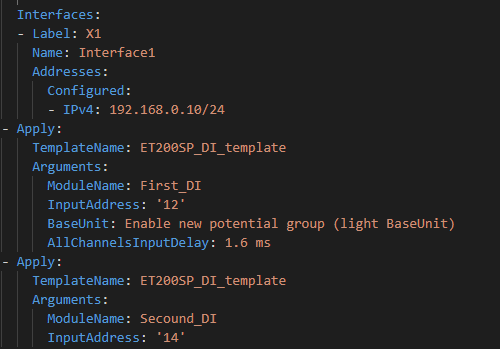 Interfaces:
- Label: X1
Name: Interface1
Addresses:
Configured:
- IPv4: 192.168.0.10/24
- Apply:
TemplateName: ET200SP_DI_template
Arguments:
ModuleName: First_DI
InputAddress: '12'
BaseUnit: Enable new potential group (light BaseUnit)
AllChannelsInputDelay: 1.6 ms
- Apply:
TemplateName: ET200SP_DI_template
Arguments:
ModuleName: Secound_DI
InputAddress: '14'